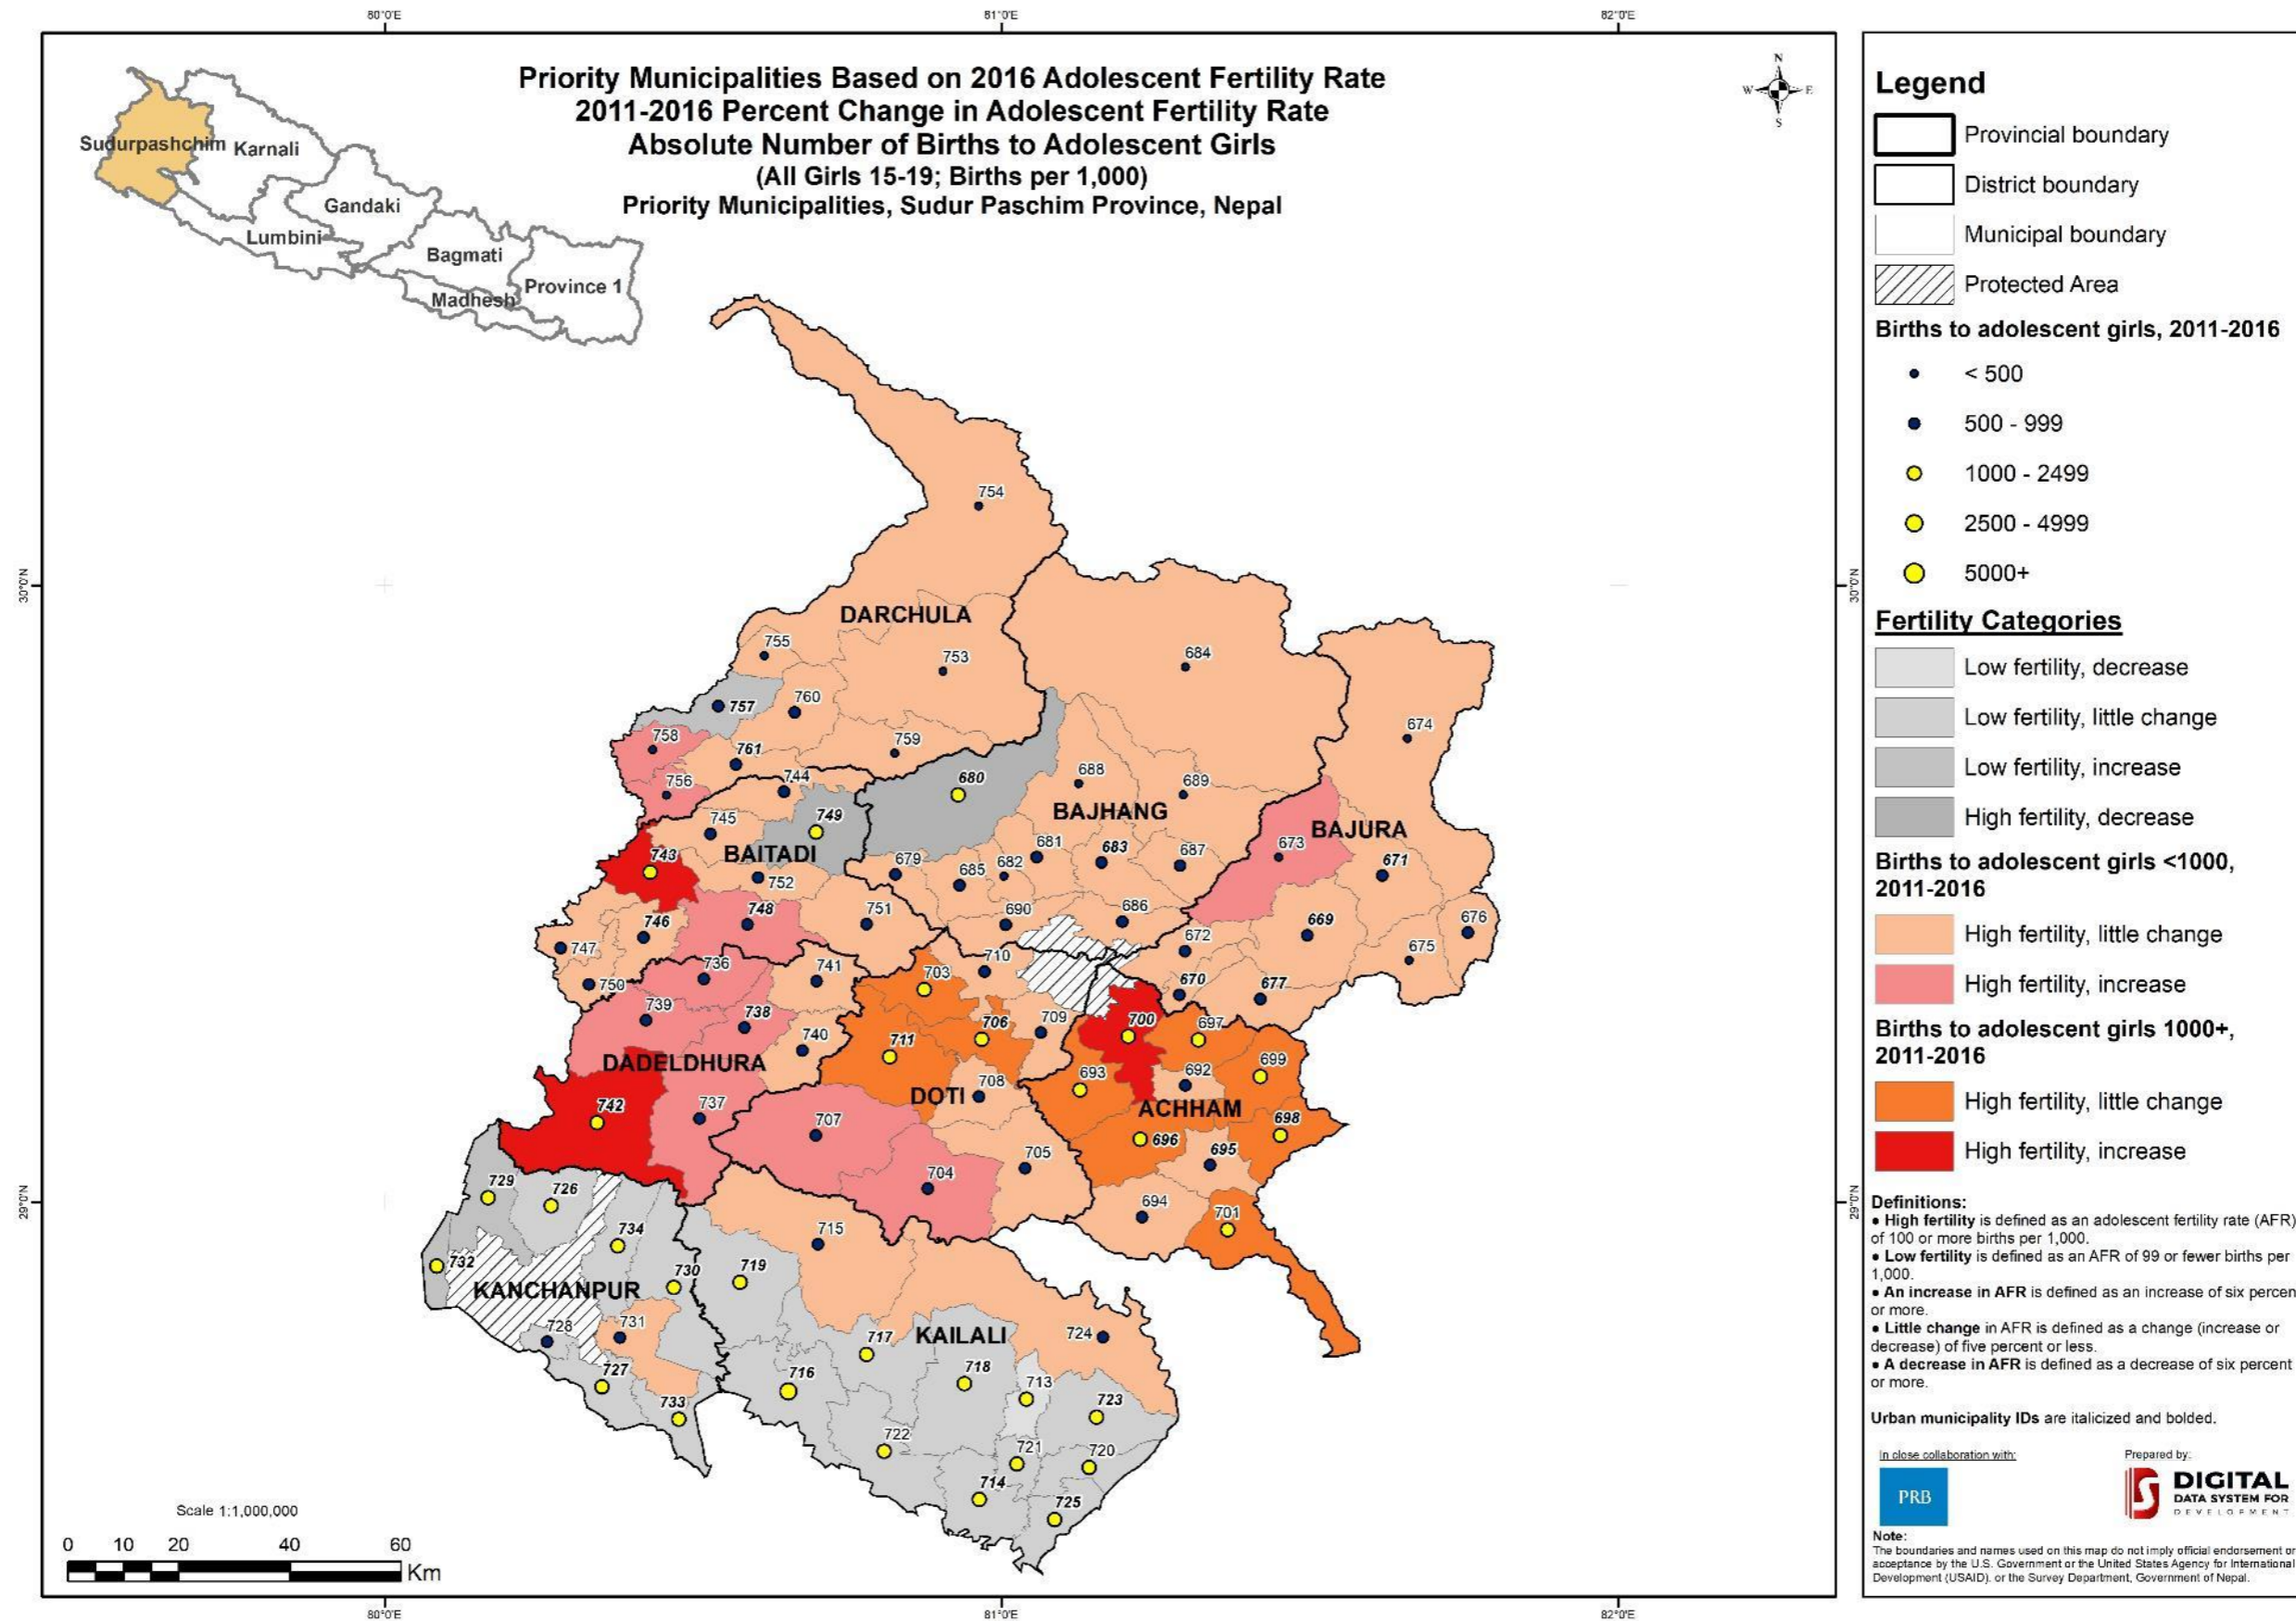 80°0'E
81°0'E
82°0'E
Priority Municipalities Based on 2016 Adolescent Fertility Rate
2011-2016 Percent Change in Adolescent Fertility Rate
Absolute Number of Births to Adolescent Girls
(All Girls 15-19; Births per 1,000)
Priority Municipalities, Sudur Paschim Province, Nepal
N
W
E
S
Sudurpashchim
Karnali
Gandaki
Lumbini
Bagmati
Province 1
Madhesh
754
30°0'N
30°0'N
DARCHULA
755
753
684
757
760
674
758
761
759
756
744
680
688
689
BAJHANG
745
749
BAJURA
743
BAITADI
681
683
687
673
671
679
685
682
752
748
751
690
686
669
676
746
747
672
675
736
741
703
710
750
670
677
739
738
706
709
700
697
740
711
699
DADELDHURA
693
692
708
DOTI
742
737
707
ACHHAM
698
696
705
695
704
729
726
694
29°0'N
29°0'N
734
715
701
732
730
719
KANCHANPUR
728
731
717
KAILALI
724
727
716
718
713
733
723
722
721
720
714
725
Scale 1:1,000,000
0 10 20 40 60
Km
80°0'E
81°0'E
82°0'E
Legend
Provincial boundary
District boundary
Municipal boundary
Protected Area
Births to adolescent girls, 2011-2016
< 500
500 - 999
1000 - 2499
2500 - 4999
5000+
Fertility Categories
Low fertility, decrease
Low fertility, little change
Low fertility, increase
High fertility, decrease
Births to adolescent girls <1000,
2011-2016
High fertility, little change
High fertility, increase
Births to adolescent girls 1000+,
2011-2016
High fertility, little change
High fertility, increase
Definitions:
• High fertility is defined as an adolescent fertility rate (AFR)
of 100 or more births per 1,000.
• Low fertility is defined as an AFR of 99 or fewer births per
1,000.
• An increase in AFR is defined as an increase of six percen
or more.
• Little change in AFR is defined as a change (increase or
decrease) of five percent or less.
• A decrease in AFR is defined as a decrease of six percent
or more.
Urban municipality IDs are italicized and bolded.
In close collaboration with:
Prepared by:
PRB
DIGITAL
DATA SYSTEM FOR
DEVELOPMENT
Note:
The boundaries and names used on this map do not imply official endorsement or
acceptance by the U.S. Government or the United States Agency for International
Development (USAID). or the Survey Department, Government of Nepal.